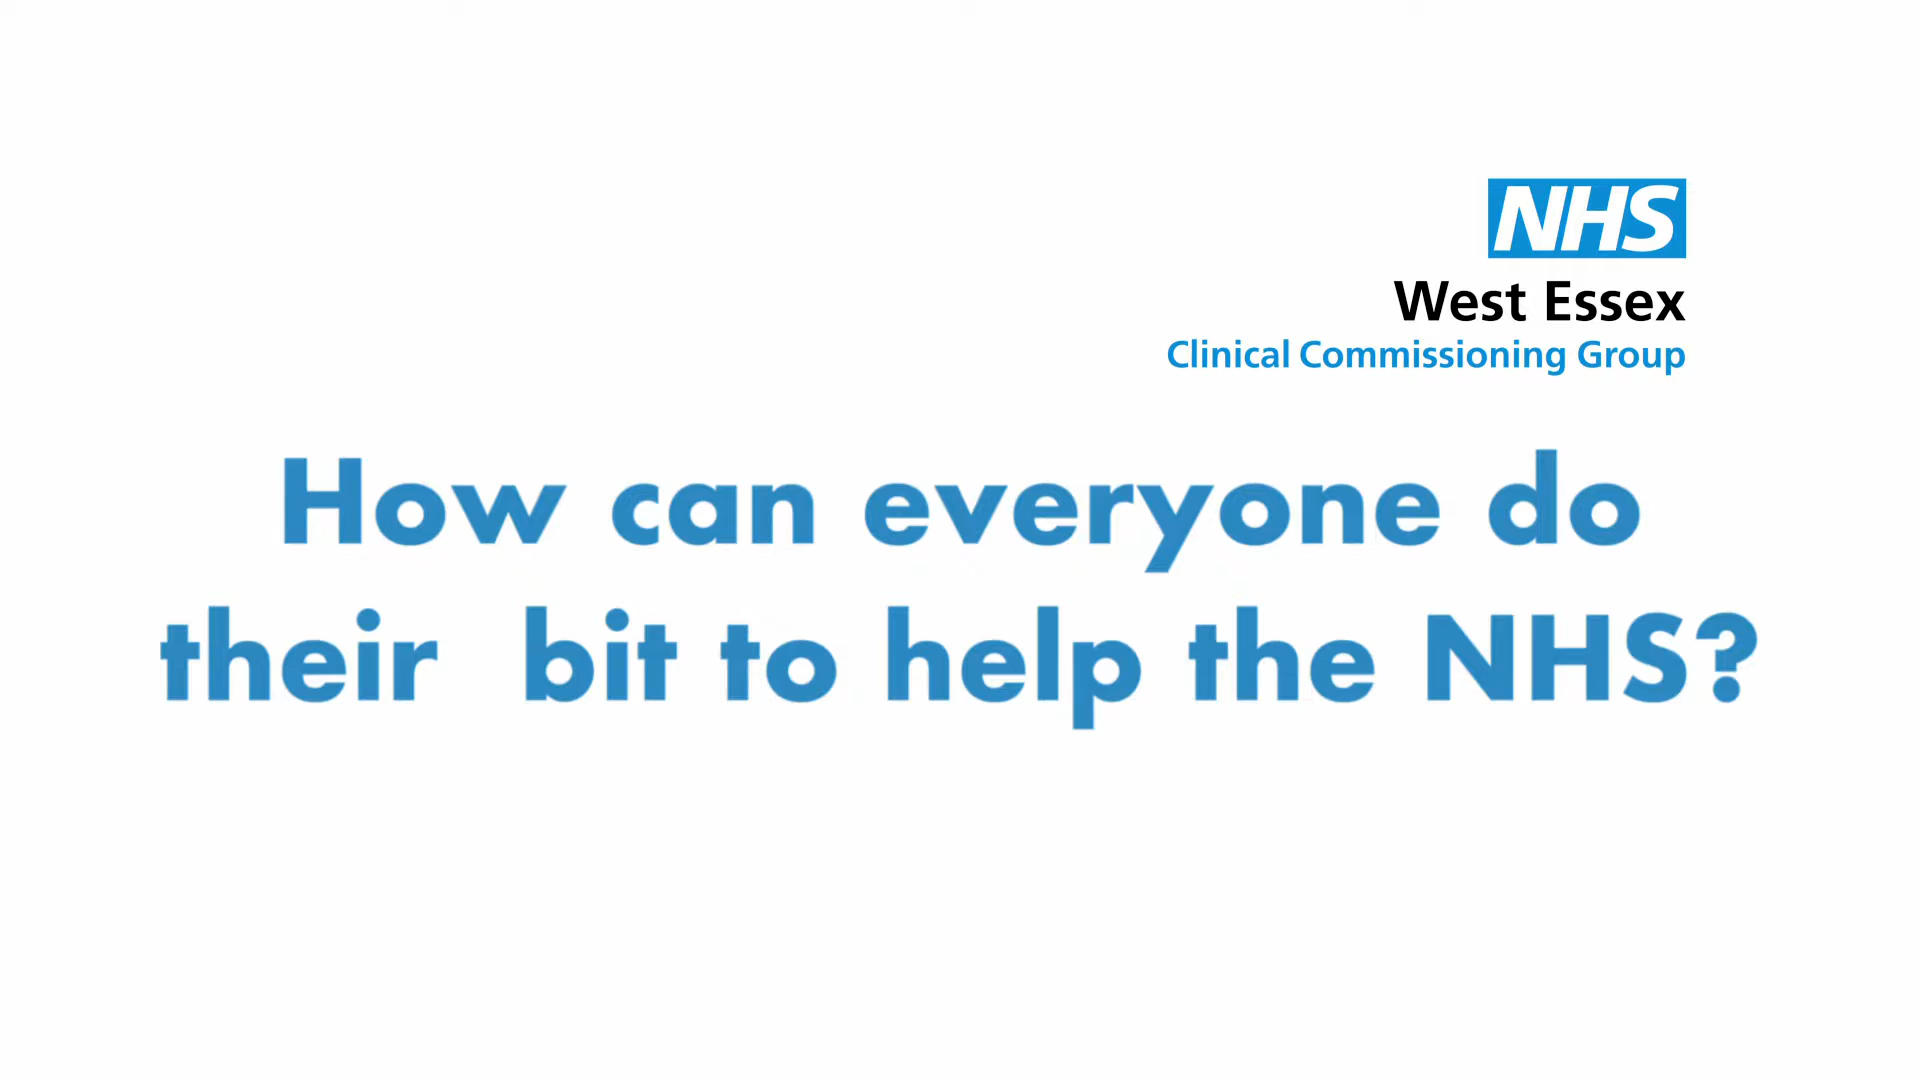 NHS
West Essex
Clinical Commissioning Group
How can everyone do
their  bit to help the NHS?